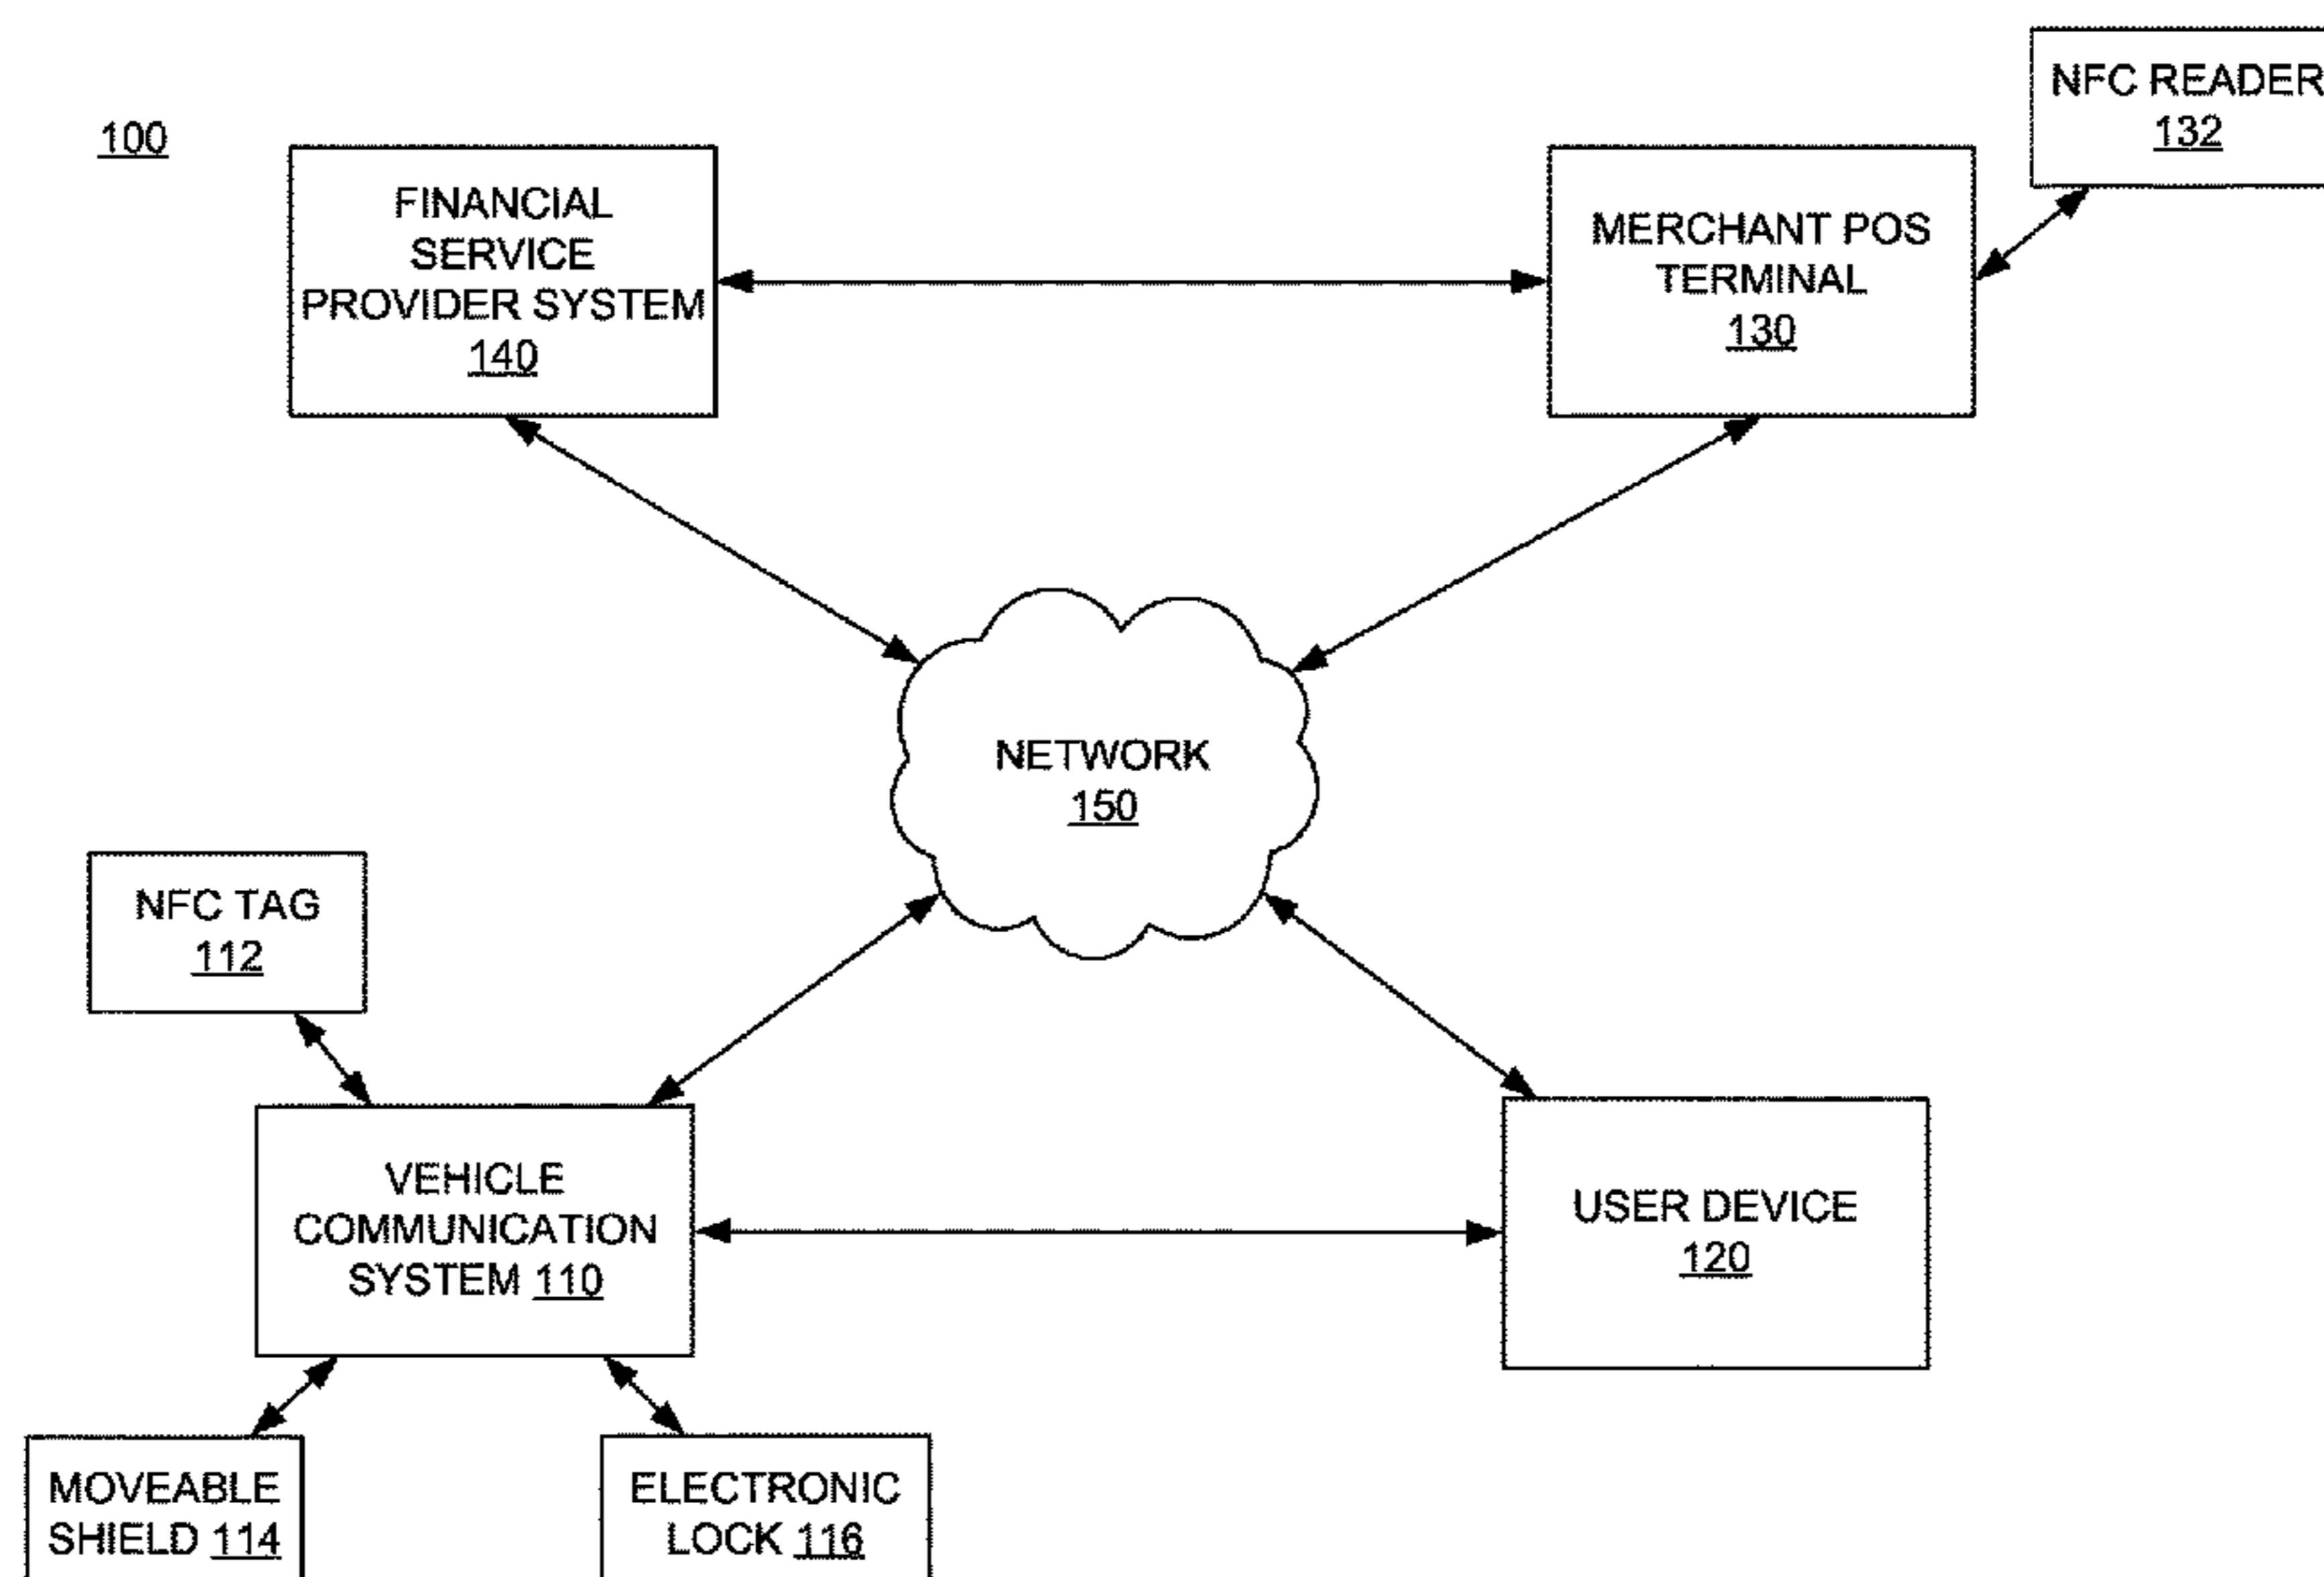 100
NFC READER
132
FINANCIAL
SERVICE
PROVIDER SYSTEM
140
MERCHANT POS
TERMINAL
130
NETWORK
150
NFC TAG
112
VEHICLE
COMMUNICATION
SYSTEM 110
USER DEVICE
120
MOVEABLE
SHIELD 114
ELECTRONIC
LOCK 116